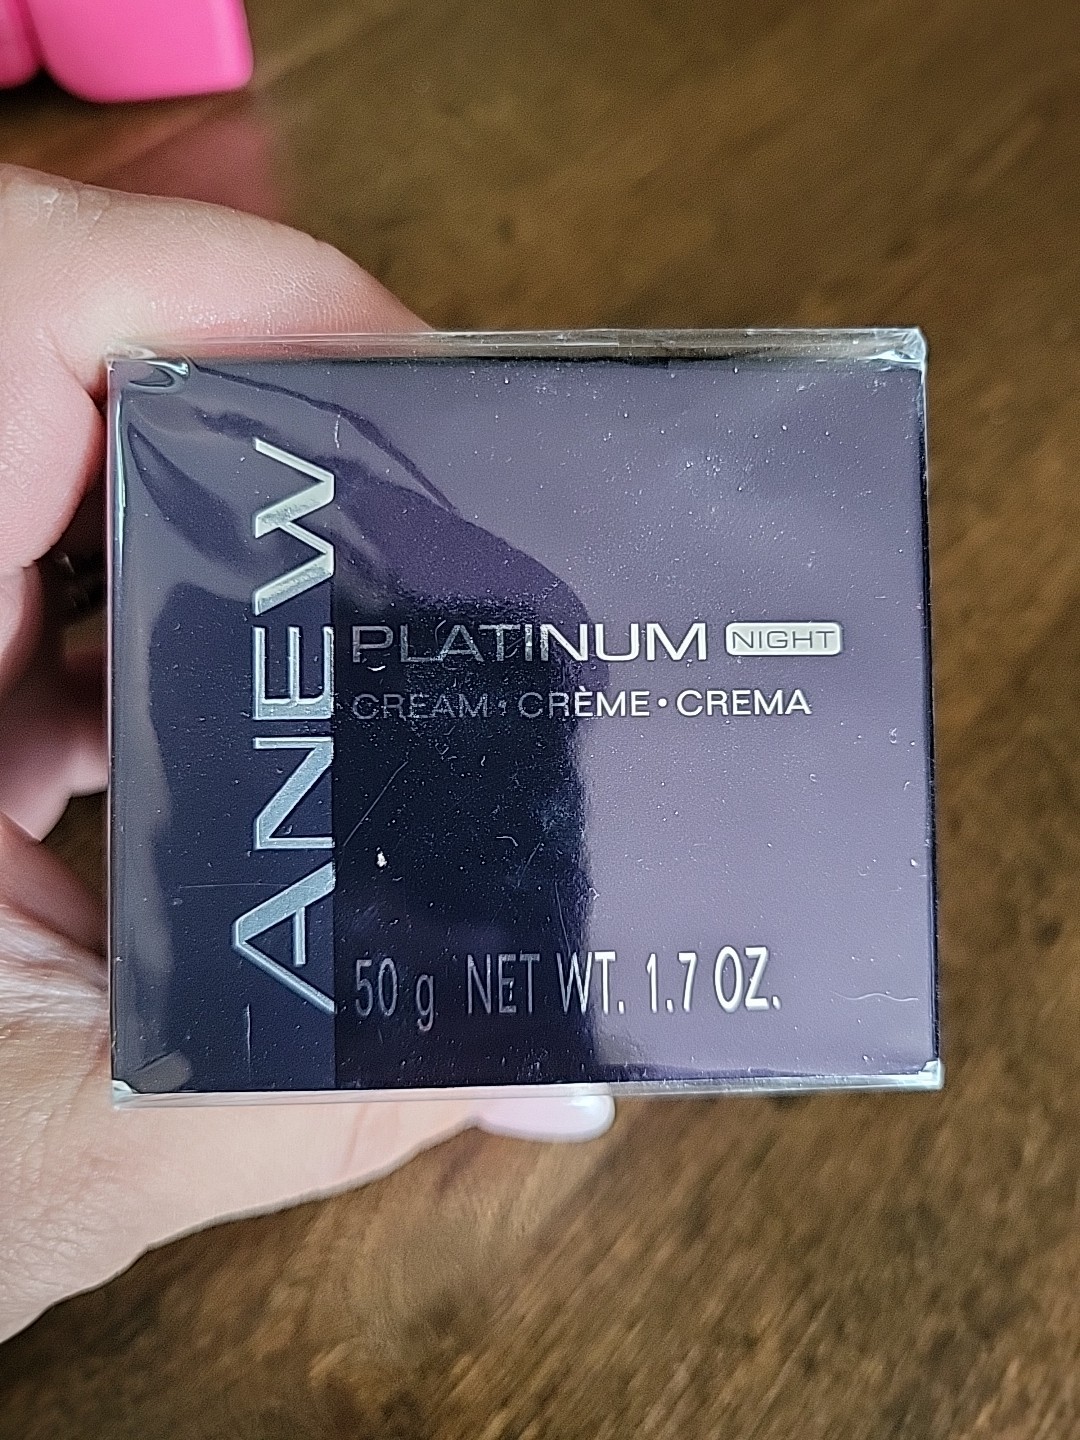 ANEW
PLATINUM NIGHT
CREAM • CRÈME • CREMA
50 g NET WT. 1.7 OZ.